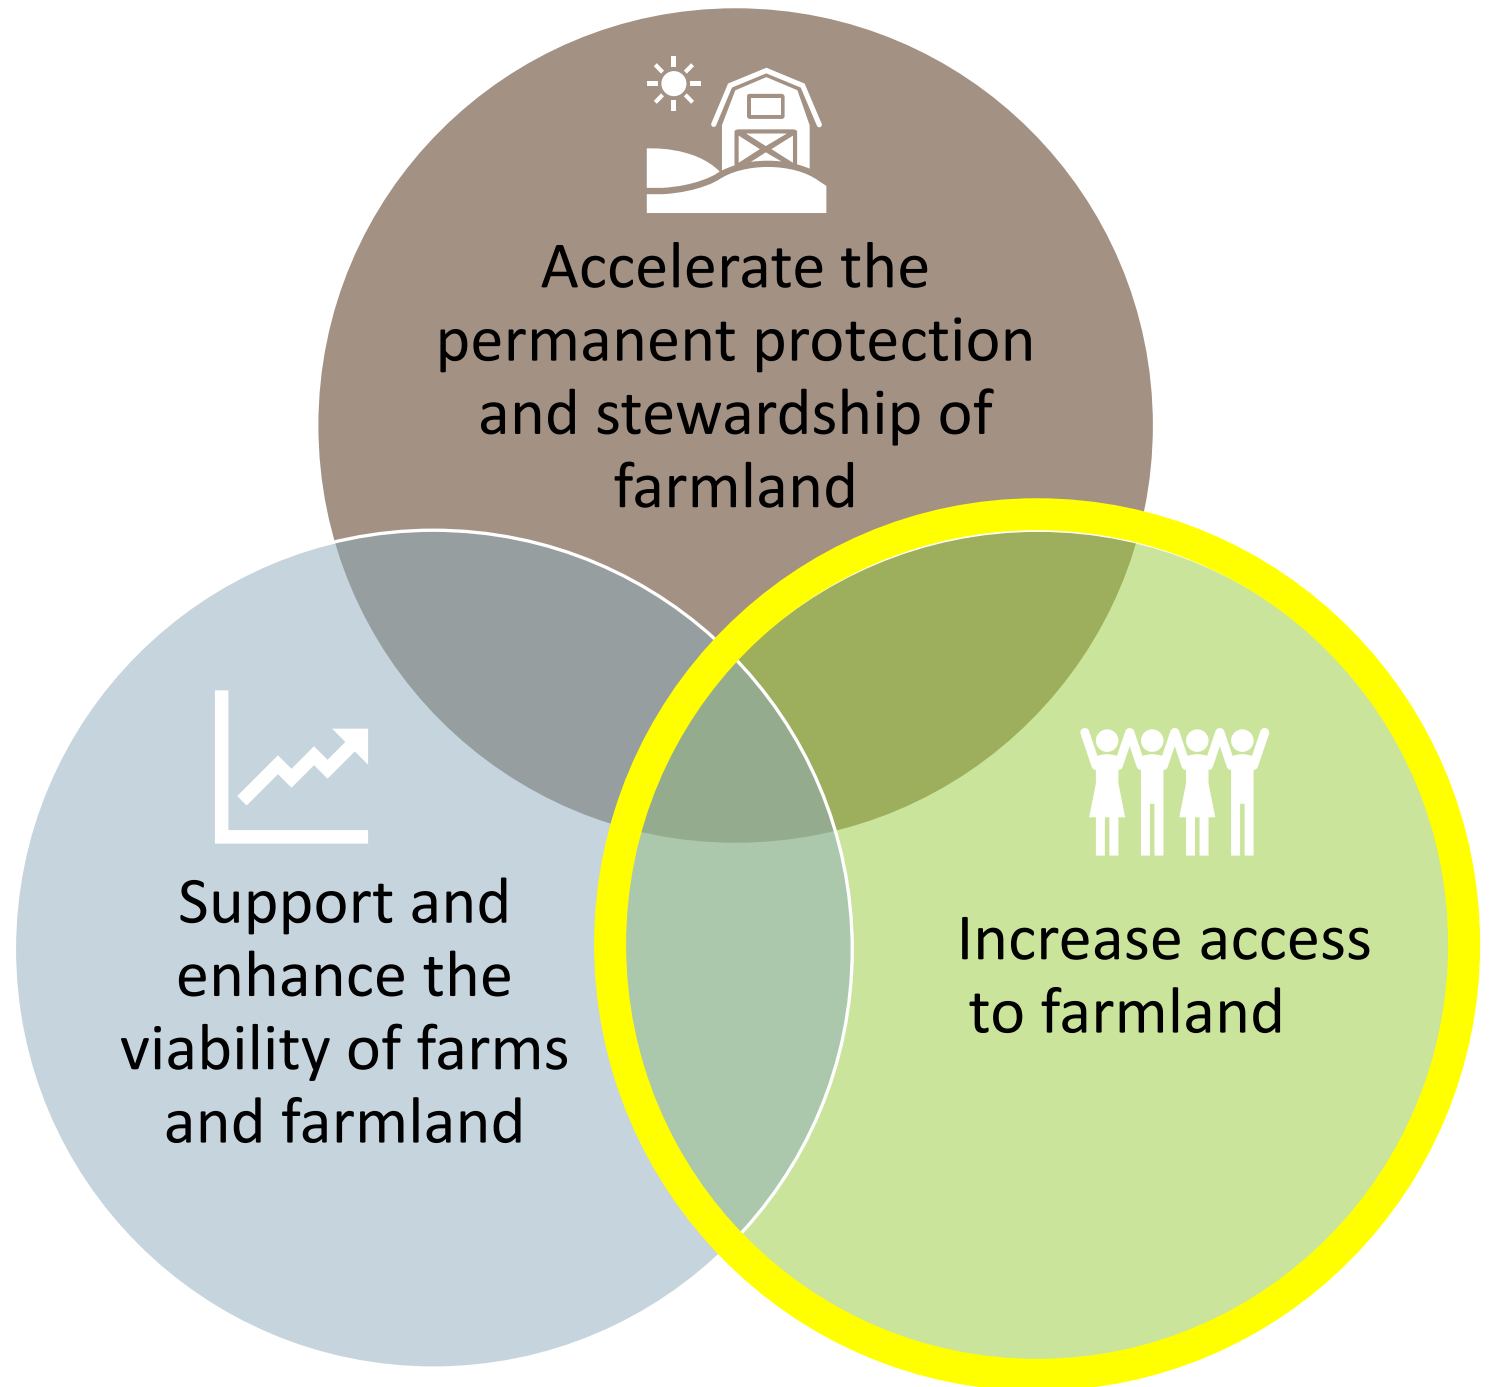 Accelerate the
permanent protection
and stewardship of
farmland
Support and
enhance the
viability of farms
and farmland
Increase access
to farmland